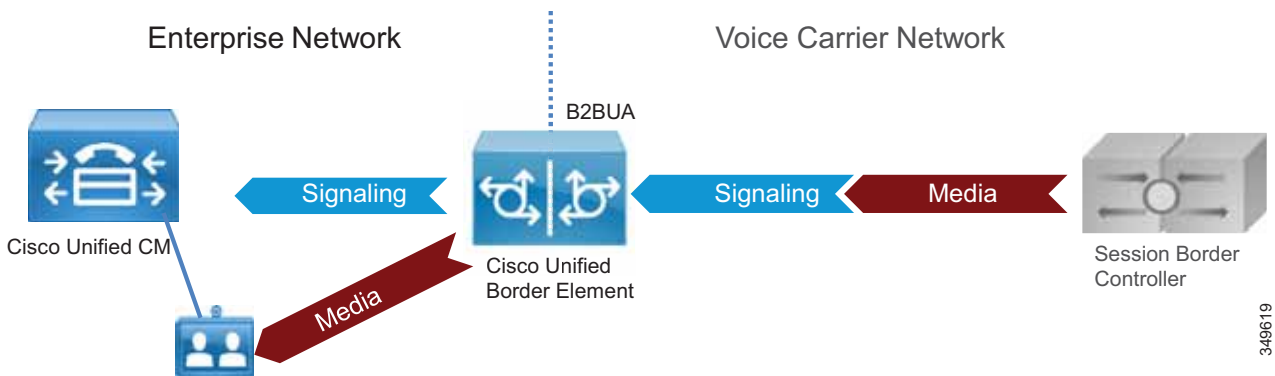 Enterprise Network
Voice Carrier Network
B2BUA
Signaling
Signaling
Media
Cisco Unified CM
Cisco Unified
Border Element
Session Border
Controller
Media
349619